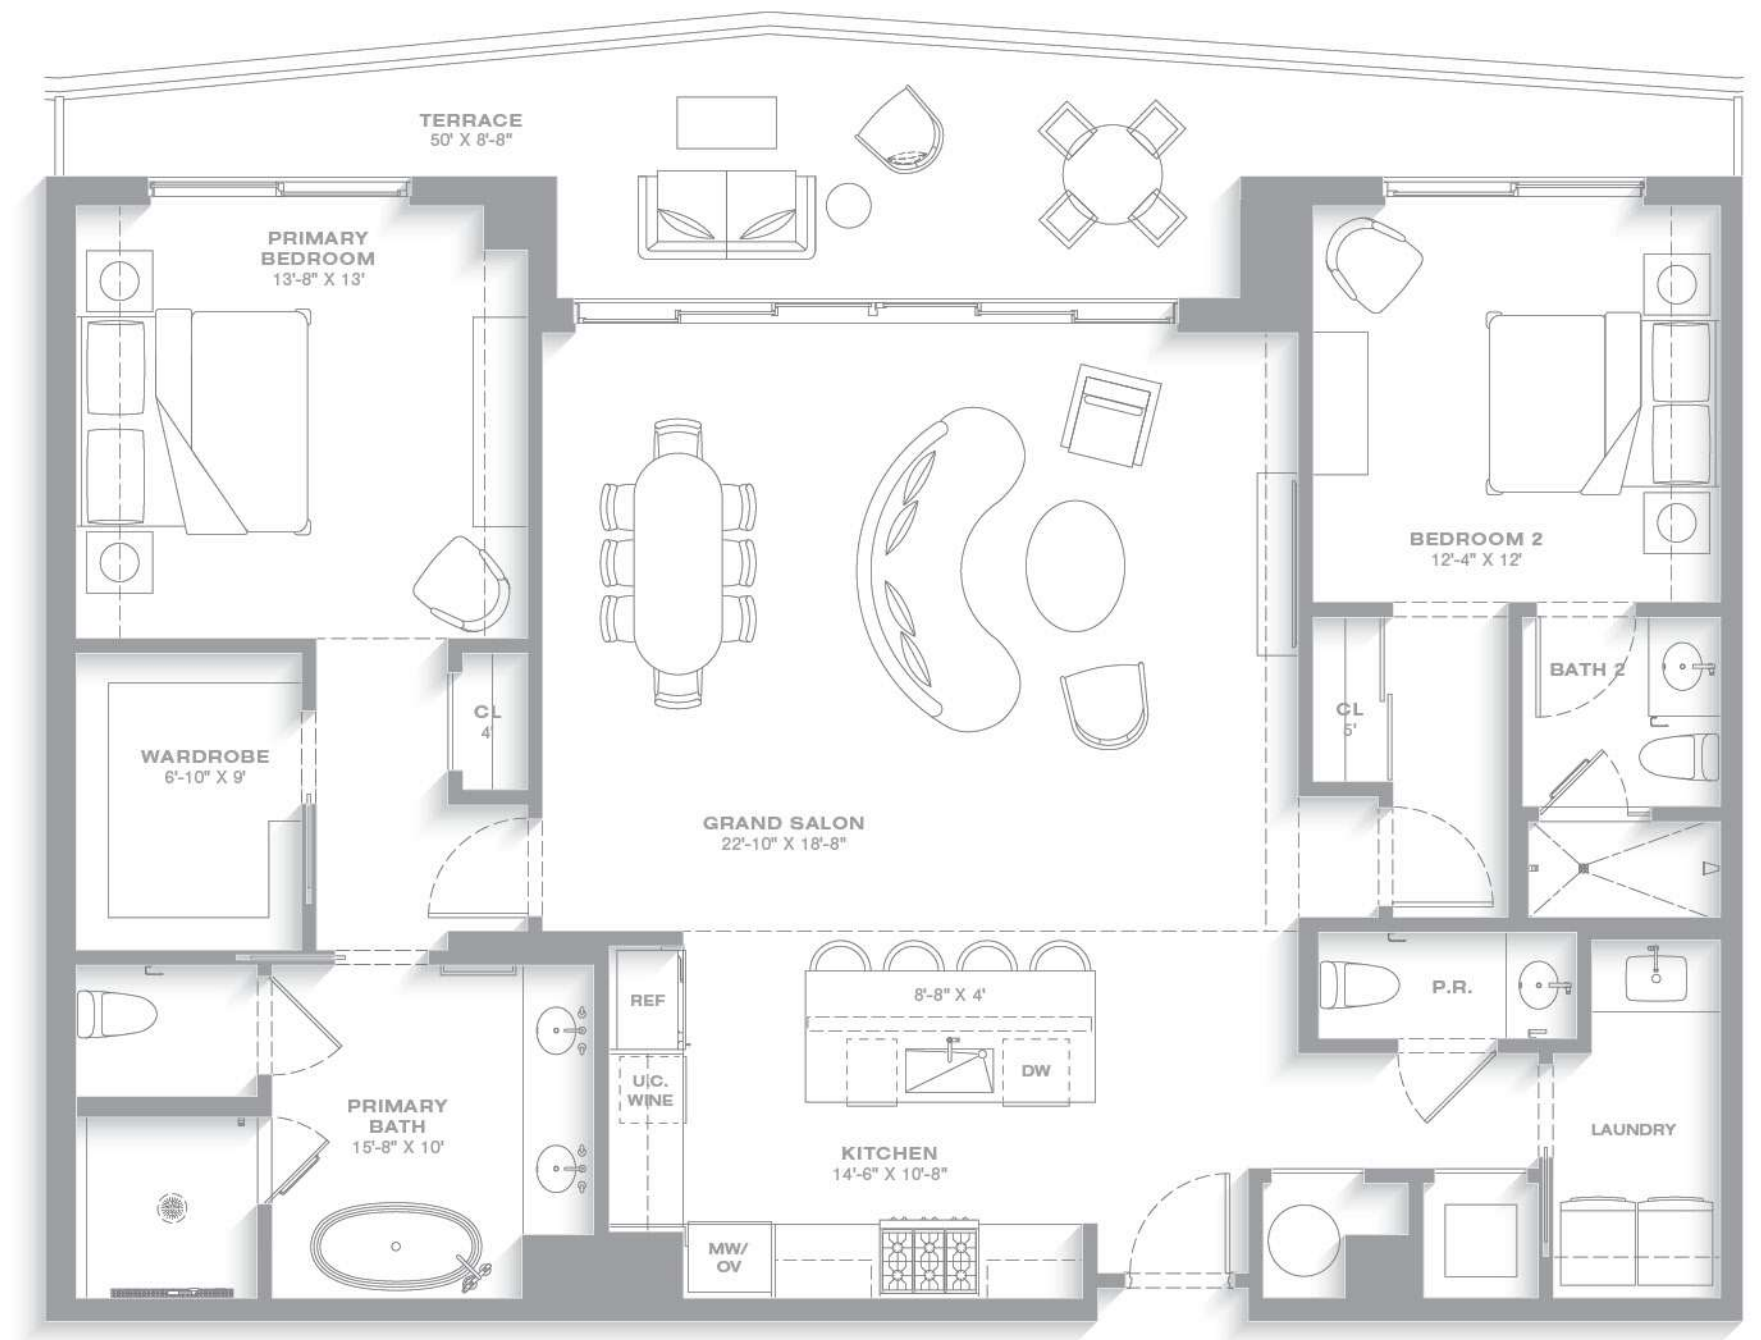 TERRACE
50' X 8'-8"
PRIMARY
BEDROOM
13'-8" X 13'
BEDROOM 2
12'-4" X 12'
BATH 2
CL
4'
CL
5'
WARDROBE
6'-10" X 9'
GRAND SALON
22'-10" X 18'-8"
REF
8'-8" X 4'
P.R.
U.C.
WINE
DW
PRIMARY
BATH
15'-8" X 10'
KITCHEN
14'-6" X 10'-8"
LAUNDRY
MW/
OV